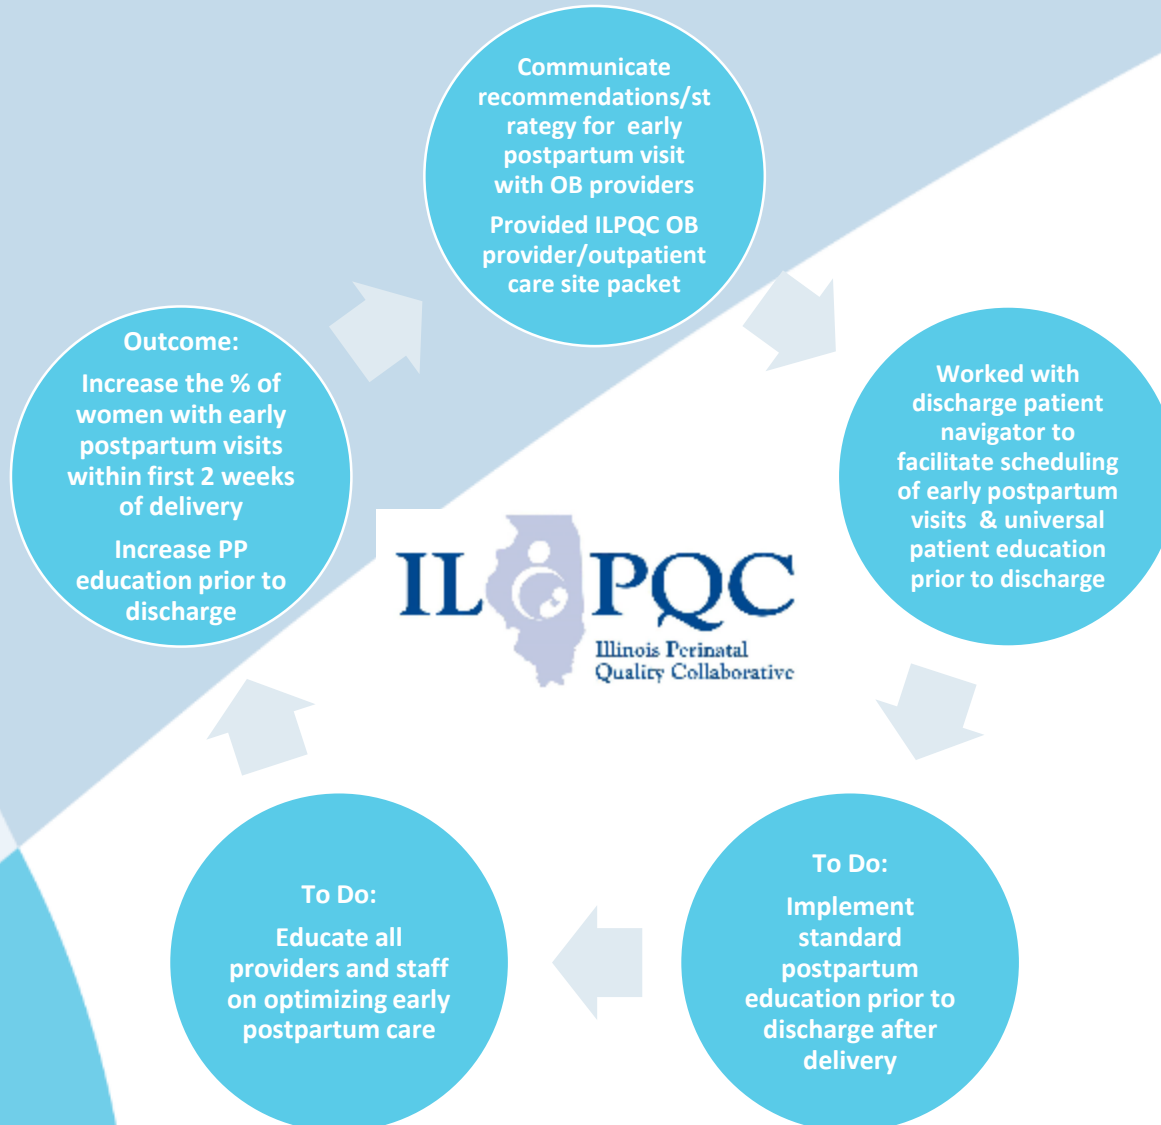 Communicate
recommendations/st
rategy for early
postpartum visit
with OB providers
Provided ILPQC OB
provider/outpatient
care site packet
Worked with
discharge patient
navigator to
facilitate scheduling
of early postpartum
visits & universal
patient education
prior to discharge
To Do:
Implement
standard
postpartum
education prior to
discharge after
delivery
To Do:
Educate all
providers and staff
on optimizing early
postpartum care
Outcome:
Increase the % of
women with early
postpartum visits
within first 2 weeks
of delivery
Increase PP
education prior to
discharge
IL PQC
Illinois Perinatal
Quality Collaborative